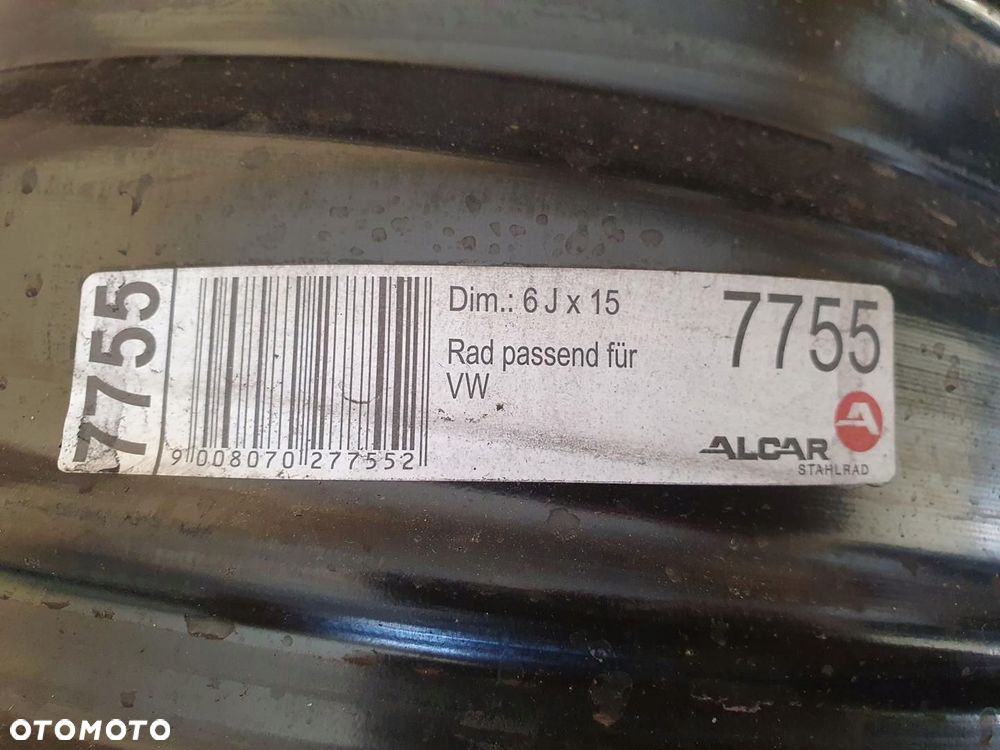 7755
9 008070 277552
Dim.: 6 J x 15
Rad passend für
VW
7755
A
ALCAR
STAHLRAD
OTOMOTO